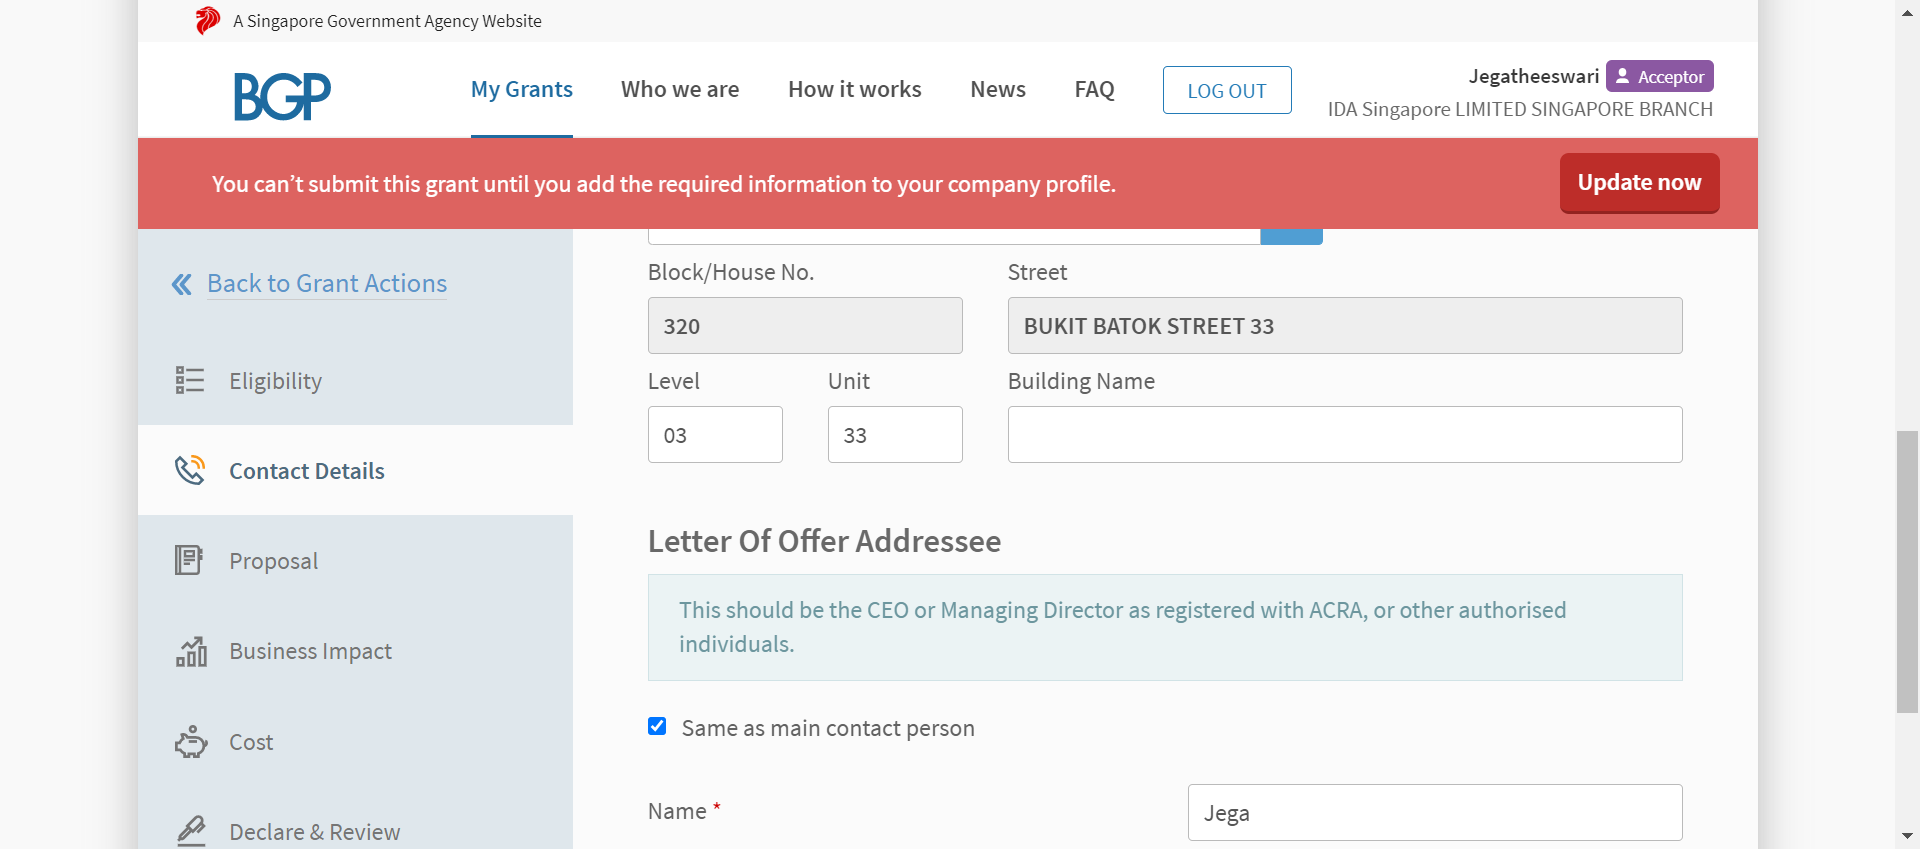 A Singapore Government Agency Website
BGP
My Grants
Who we are
How it works
News
FAQ
LOG OUT
Jegatheeswari
Acceptor
IDA Singapore LIMITED SINGAPORE BRANCH
You can’t submit this grant until you add the required information to your company profile.
Update now
Back to Grant Actions
Eligibility
Contact Details
Proposal
Business Impact
Cost
Declare & Review
Block/House No.
Street
320
BUKIT BATOK STREET 33
Level
Unit
Building Name
03
33
Letter Of Offer Addressee
This should be the CEO or Managing Director as registered with ACRA, or other authorised
individuals.
Same as main contact person
Name *
Jega